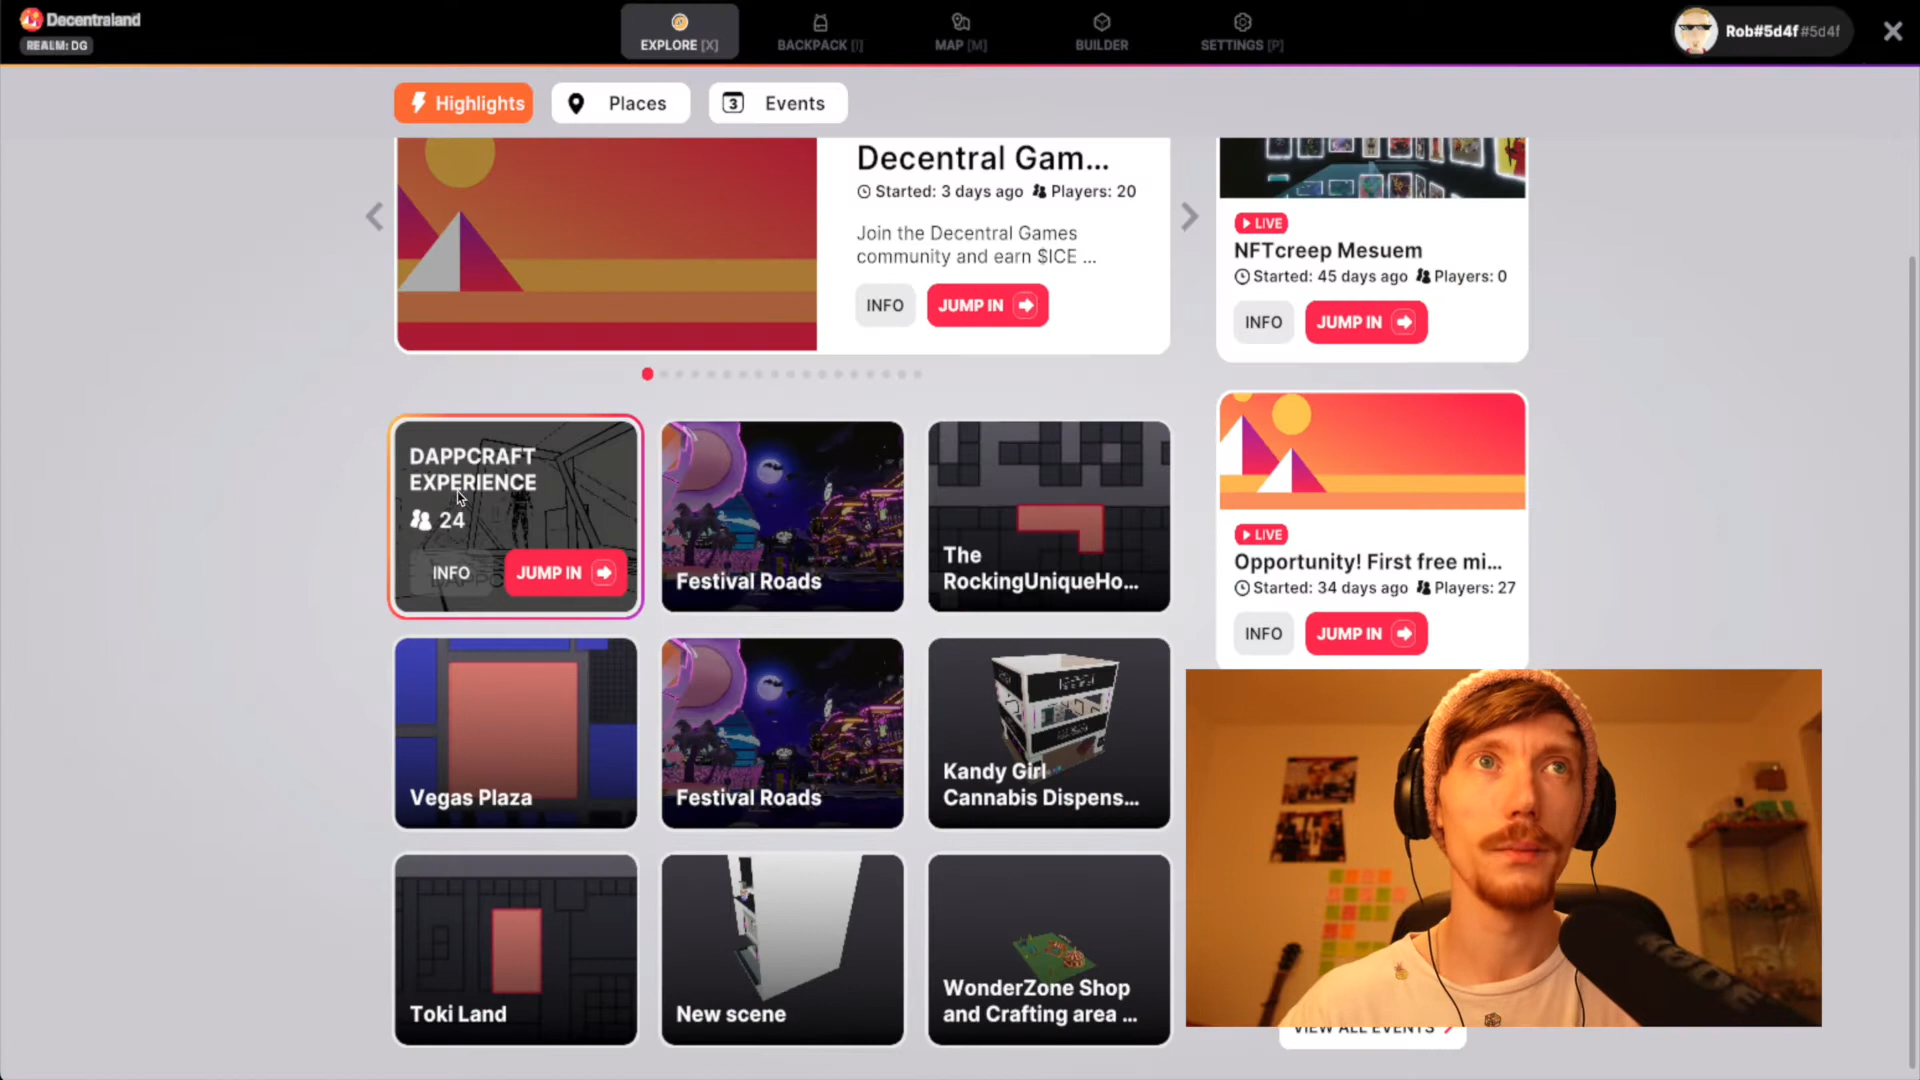 Decentraland
REALM: DG
EXPLORE [X]
BACKPACK [I]
MAP [M]
BUILDER
SETTINGS [P]
Rob#5d4f#5d4f
Highlights
Places
3 Events
Decentral Gam...
Started: 3 days ago Players: 20
Join the Decentral Games
community and earn $ICE ...
INFO
JUMP IN
LIVE
NFTcreep Mesuem
Started: 45 days ago Players: 0
INFO
JUMP IN
DAPPCRAFT
EXPERIENCE
24
INFO
JUMP IN
Festival Roads
The
RockingUniqueHo...
LIVE
Opportunity! First free mi...
Started: 34 days ago Players: 27
INFO
JUMP IN
Vegas Plaza
Festival Roads
Kandy Girl
Cannabis Dispens...
Toki Land
New scene
WonderZone Shop
and Crafting area ...
VIEW ALL EVENTS